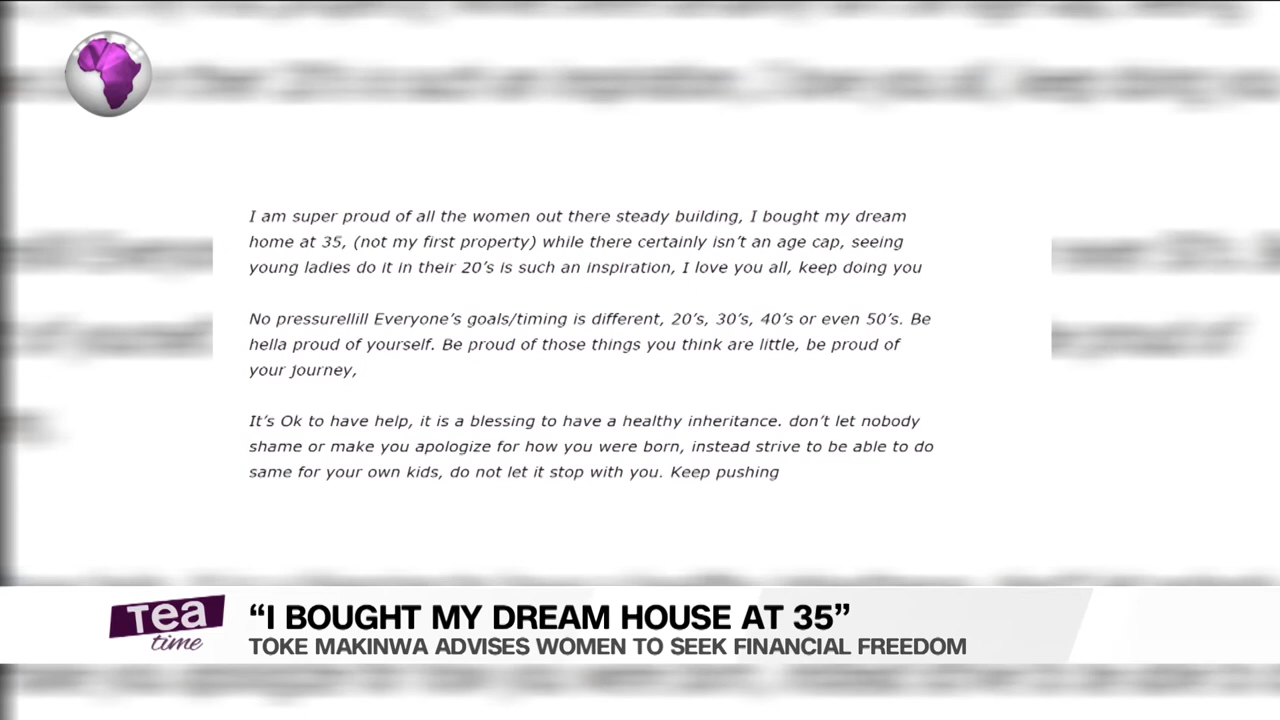 I am super proud of all the women out there steady building, I bought my dream
home at 35, (not my first property) while there certainly isn't an age cap, seeing
young ladies do it in their 20's is such an inspiration, I love you all, keep doing you
No pressurellill Everyone's goals/timing is different, 20's, 30's, 40's or even 50's. Be
hella proud of yourself. Be proud of those things you think are little, be proud of
your journey,
It's Ok to have help, it is a blessing to have a healthy inheritance. don't let nobody
shame or make you apologize for how you were born, instead strive to be able to do
same for your own kids, do not let it stop with you. Keep pushing
Tea
time
“I BOUGHT MY DREAM HOUSE AT 35”
TOKE MAKINWA ADVISES WOMEN TO SEEK FINANCIAL FREEDOM